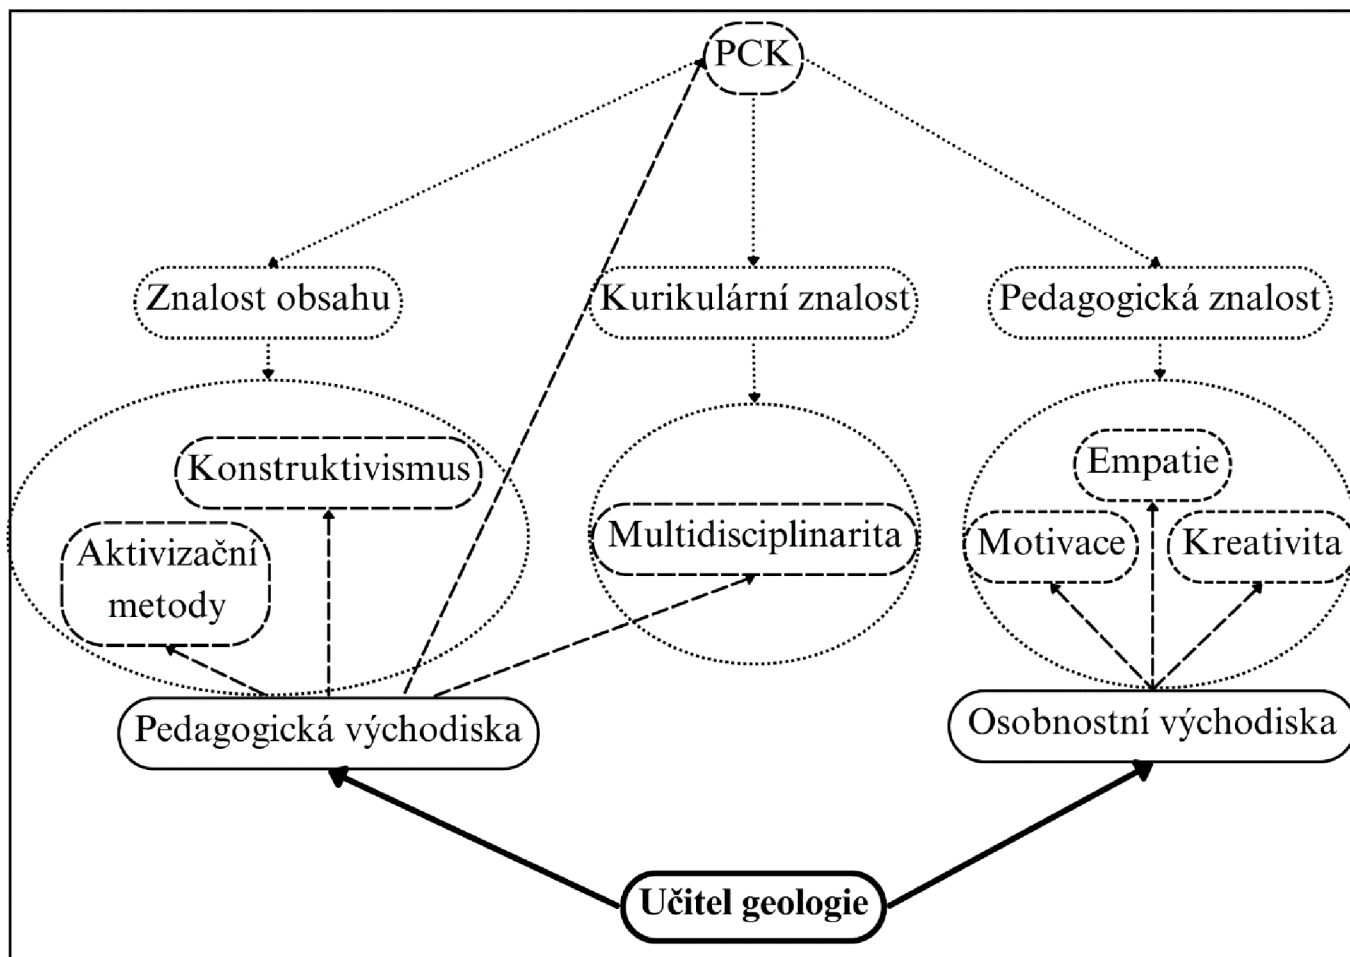 PCK
Znalost obsahu
Kurikulární znalost
Pedagogická znalost
Konstruktivismus
Empatie
Aktivizační
metody
Multidisciplinarita
Motivace
Kreativita
Pedagogická východiska
Osobnostní východiska
Učitel geologie